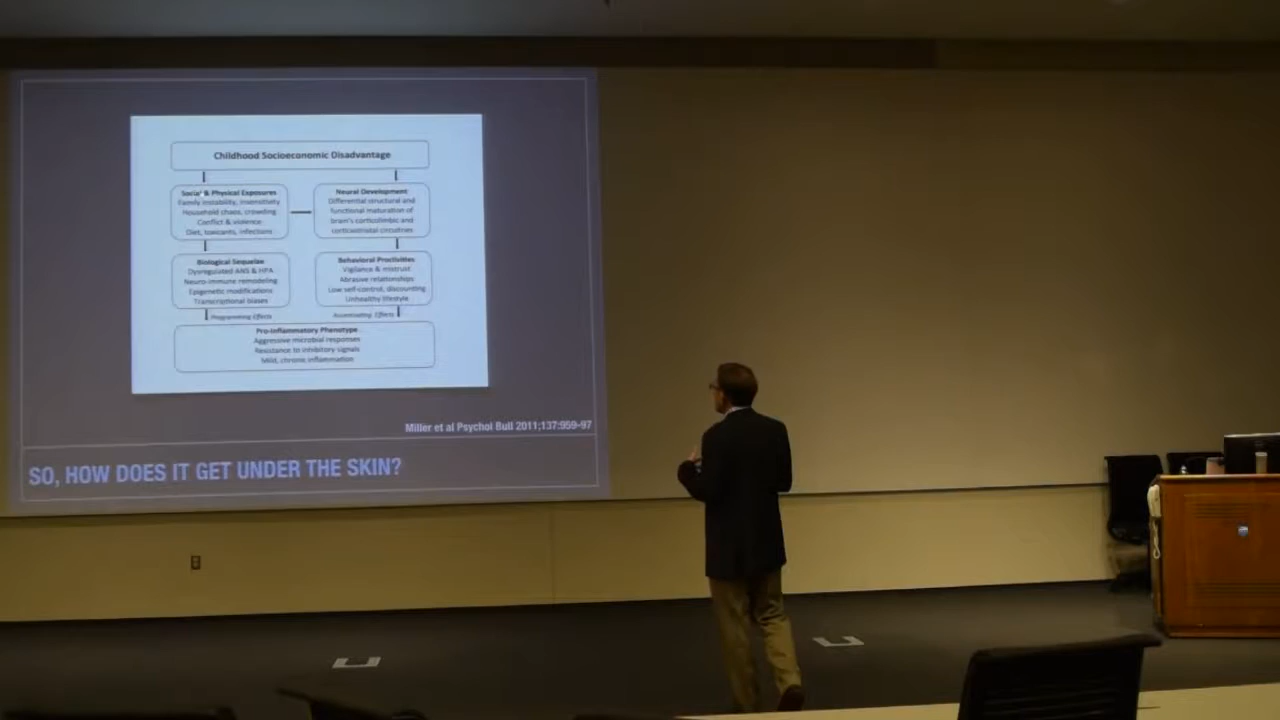 Childhood Socioeconomic Disadvantage
Social & Physical Exposures
Family instability, insensitivity
Household chaos, crowding
Conflict & violence
Diet, toxicants, infections
Neural Development
Differential structural and
functional maturation of
brain's corticolimbic and
corticostriatal circuitries
Biological Sequelae
Dysregulated ANS & HPA
Neuro-immune remodeling
Epigenetic modifications
Transcriptional biases
Behavioral Proclivities
Vigilance & mistrust
Abrasive relationships
Low self-control, discounting
Unhealthy lifestyle
Programming Effects
Accentuating Effects
Pro-Inflammatory Phenotype
Aggressive microbial responses
Resistance to inhibitory signals
Mild, chronic inflammation
Miller et al Psychol Bull 2011;137:959-97
SO, HOW DOES IT GET UNDER THE SKIN?